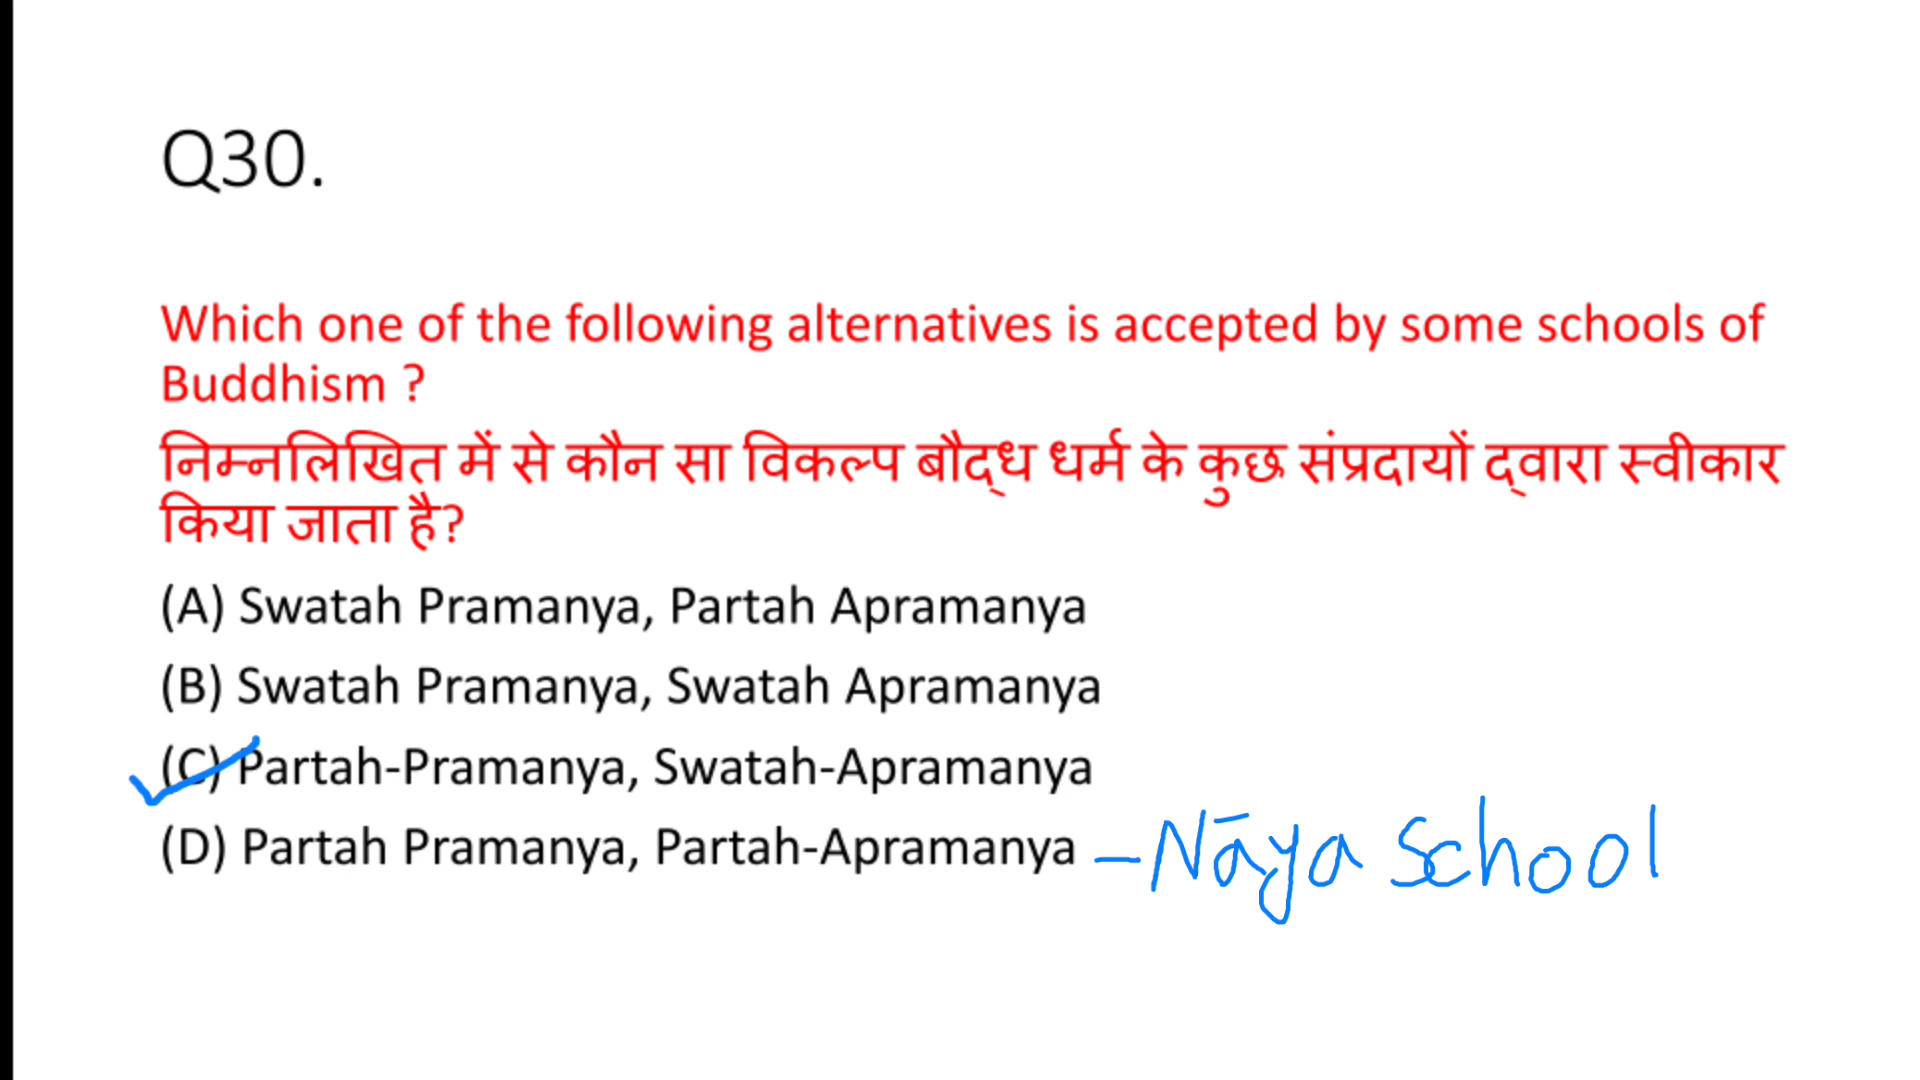 Q30.
Which one of the following alternatives is accepted by some schools of
Buddhism ?
निम्नलिखित में से कौन सा विकल्प बौद्ध धर्म के कुछ संप्रदायों द्वारा स्वीकार
किया जाता है?
(A) Swatah Pramanya, Partah Apramanya
(B) Swatah Pramanya, Swatah Apramanya
(C) Partah-Pramanya, Swatah-Apramanya
(D) Partah Pramanya, Partah-Apramanya – Nāya School